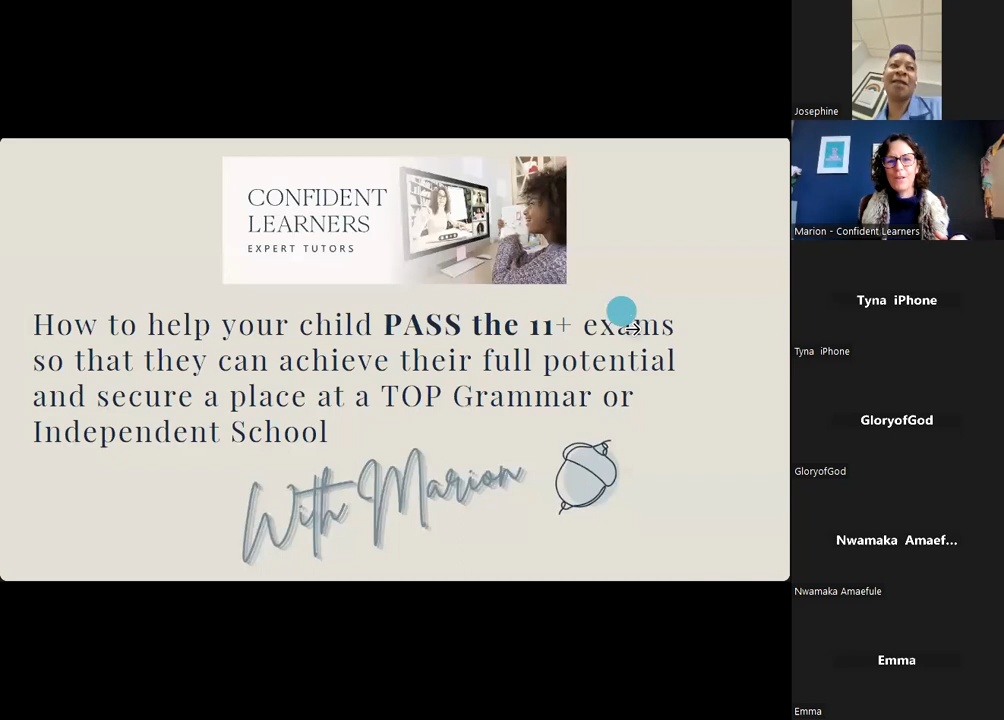 CONFIDENT
LEARNERS
EXPERT TUTORS
How to help your child PASS the 11+ exams
so that they can achieve their full potential
and secure a place at a TOP Grammar or
Independent School
With Marion
Josephine
Marion - Confident Learners
Tyna iPhone
Tyna iPhone
GloryofGod
GloryofGod
Nwamaka Amaef...
Nwamaka Amaefule
Emma
Emma